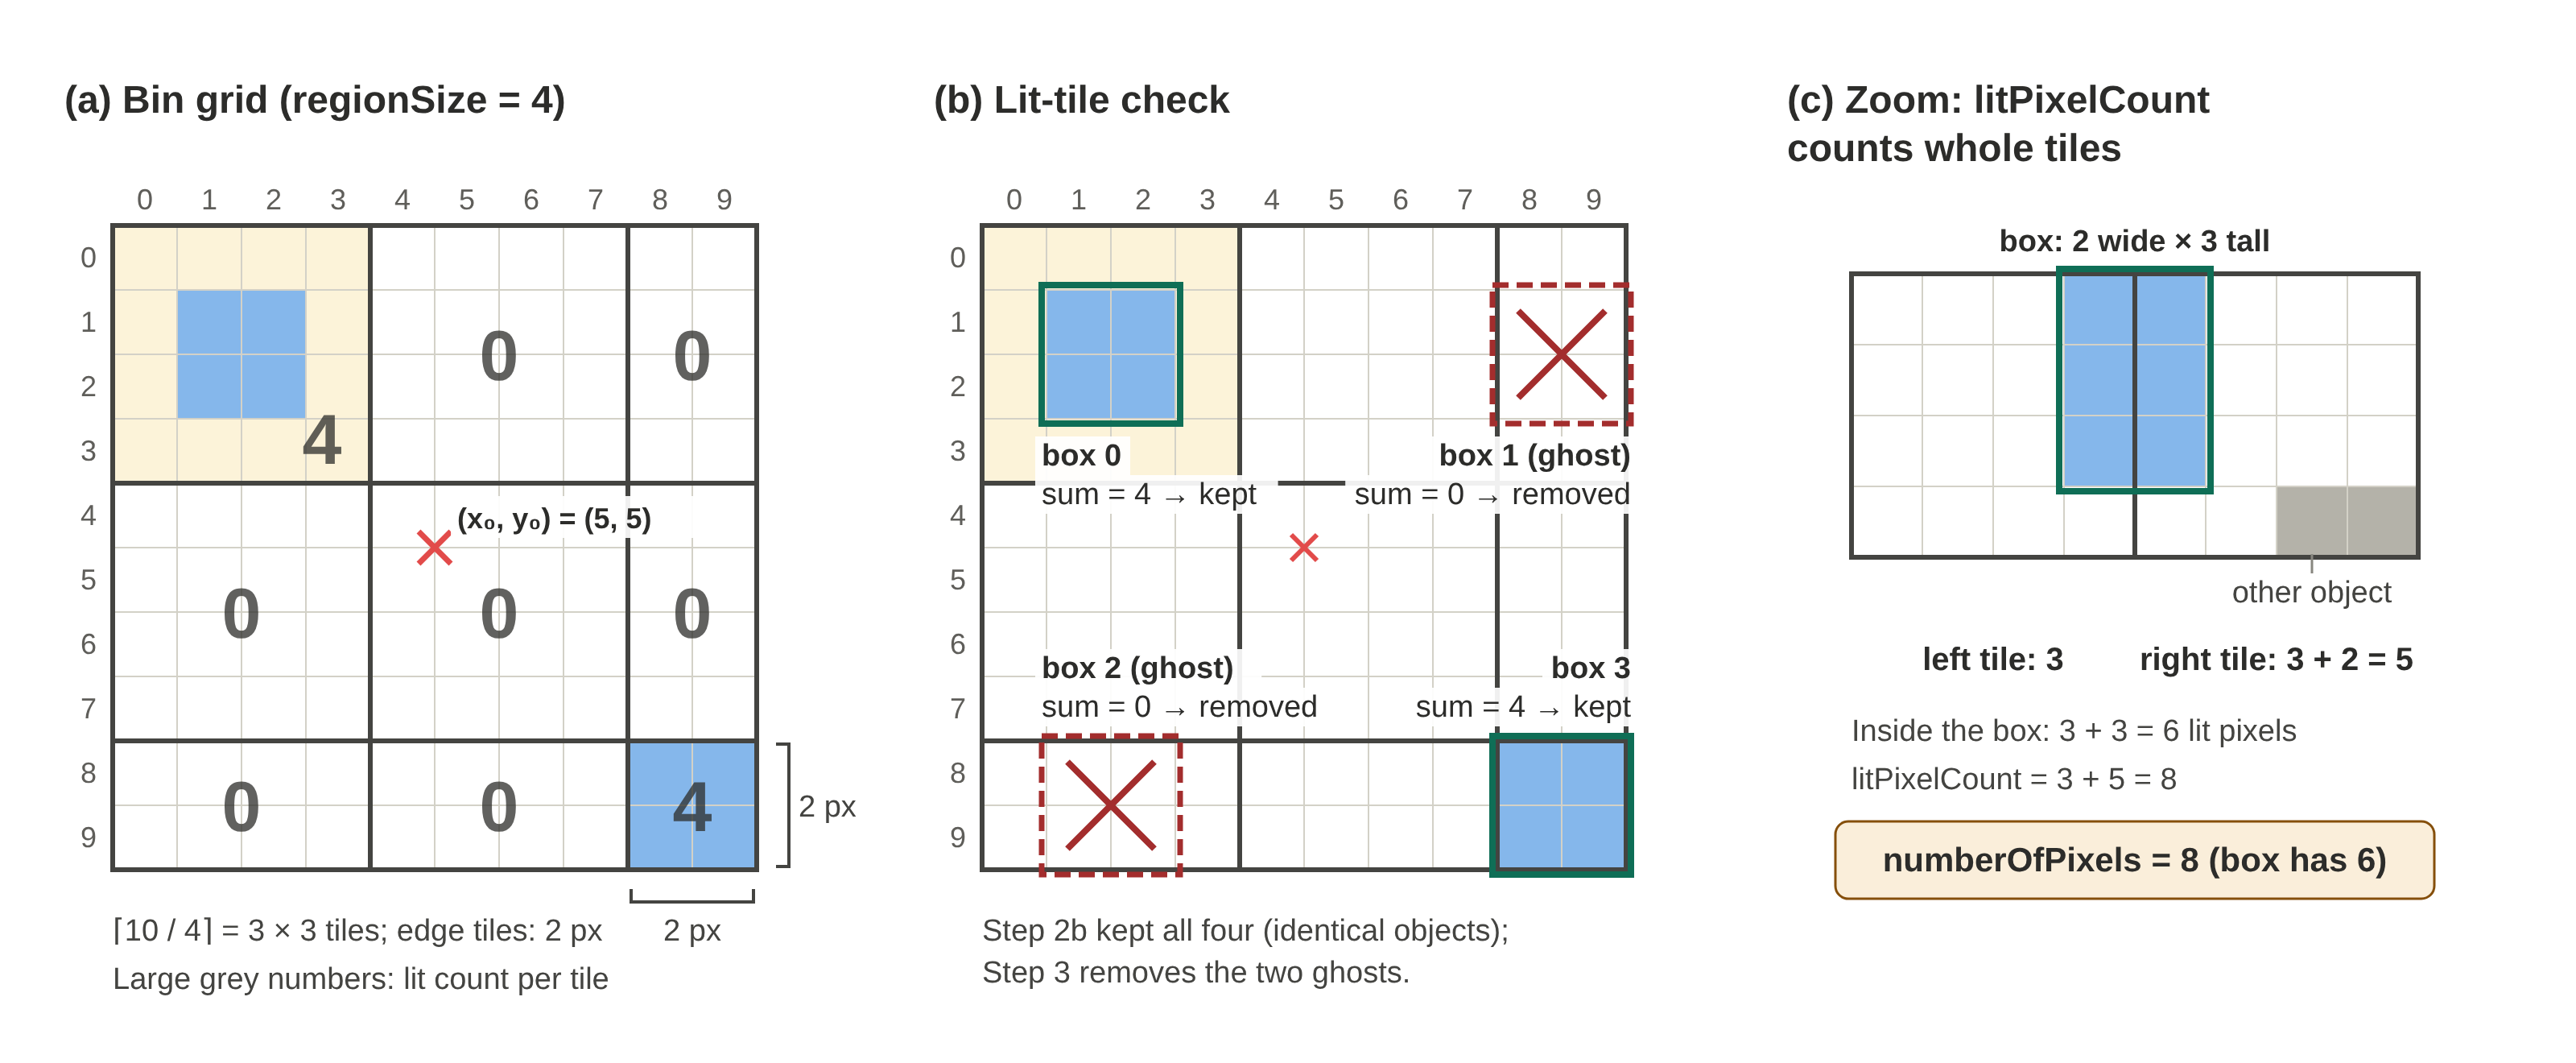 (a) Bin grid (regionSize = 4)
0 1 2 3 4 5 6 7 8 9
0
1
2
3
4
5
6
7
8
9
0
0
4
(x₀, y₀) = (5, 5)
0
0
0
0
0
4
2 px
2 px
⌈10 / 4⌉ = 3 × 3 tiles; edge tiles: 2 px
Large grey numbers: lit count per tile
(b) Lit-tile check
0 1 2 3 4 5 6 7 8 9
0
1
2
3
4
5
6
7
8
9
box 0
sum = 4 → kept
box 1 (ghost)
sum = 0 → removed
box 2 (ghost)
sum = 0 → removed
box 3
sum = 4 → kept
Step 2b kept all four (identical objects);
Step 3 removes the two ghosts.
(c) Zoom: litPixelCount
counts whole tiles
box: 2 wide × 3 tall
other object
left tile: 3
right tile: 3 + 2 = 5
Inside the box: 3 + 3 = 6 lit pixels
litPixelCount = 3 + 5 = 8
numberOfPixels = 8 (box has 6)